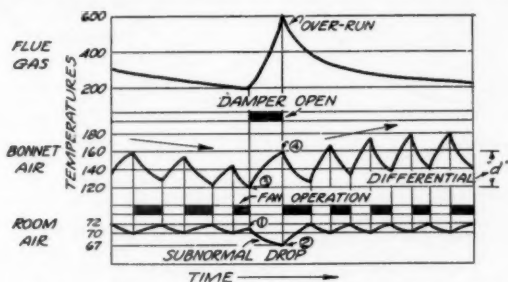 600
OVER-RUN
FLUE GAS
400
200
TEMPERATURES
DAMPER OPEN
180
BONNET AIR
160
④
"d"
140
DIFFERENTIAL
120
③
FAN OPERATION
ROOM AIR
72
①
70
67
②
SUBNORMAL DROP
TIME